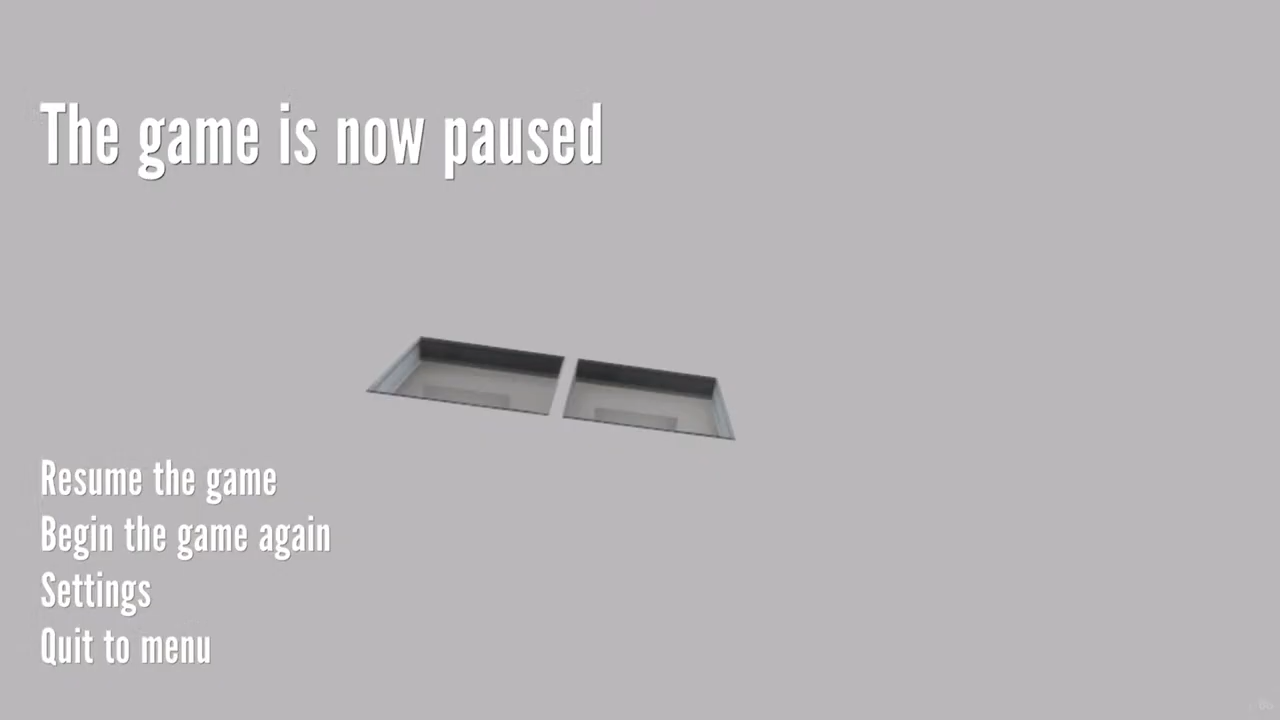 The game is now paused
Resume the game
Begin the game again
Settings
Quit to menu